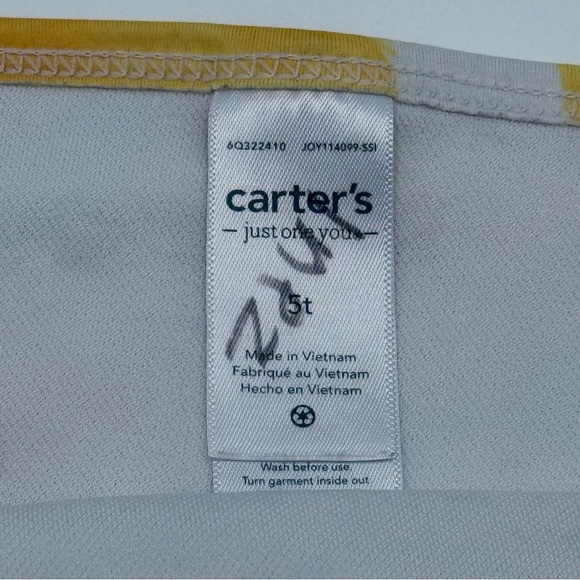 6Q322410 JOY114099-SSI
carter's
— just one you® —
5t
Made in Vietnam
Fabriqué au Vietnam
Hecho en Vietnam
Wash before use
Turn garment inside out